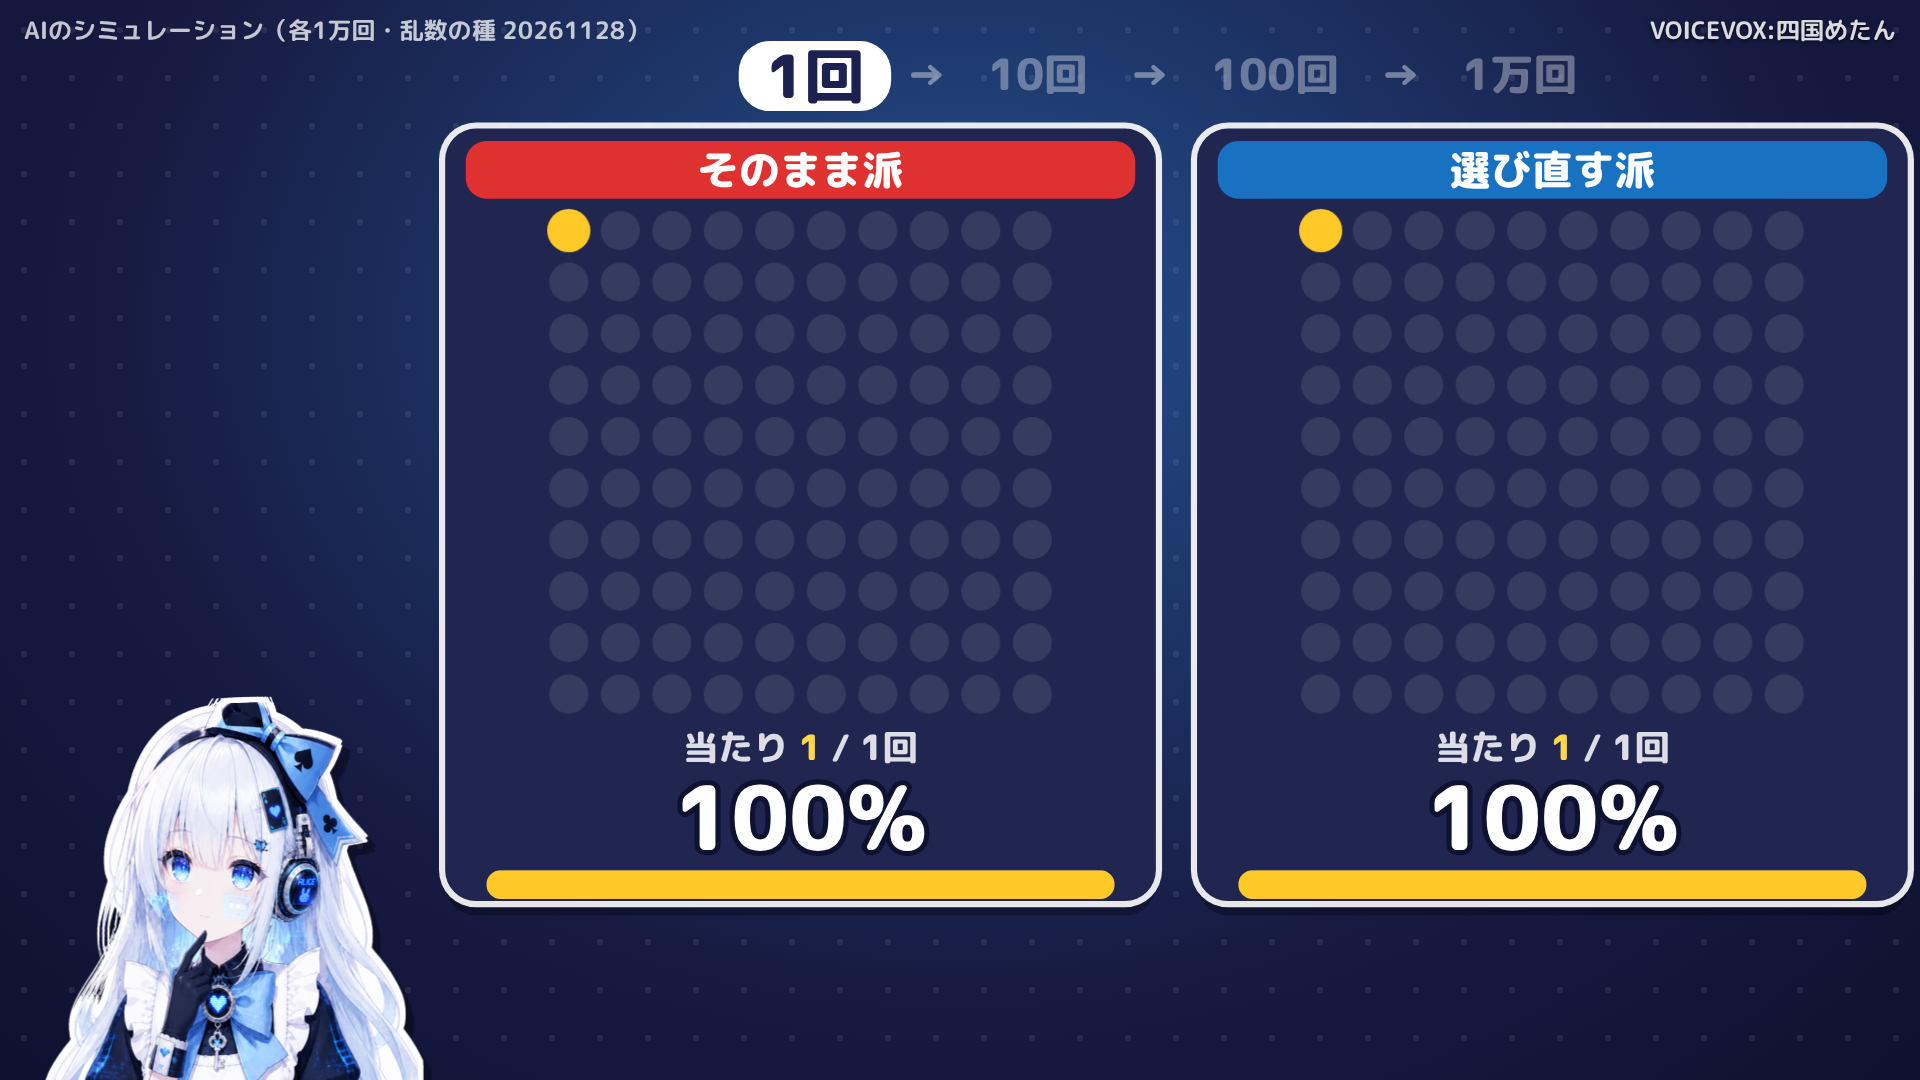 AIのシミュレーション（各1万回・乱数の種 20261128）
VOICEVOX:四国めたん
1回 → 10回 → 100回 → 1万回
そのまま派
当たり 1 / 1回
100%
選び直す派
当たり 1 / 1回
100%
ALICE